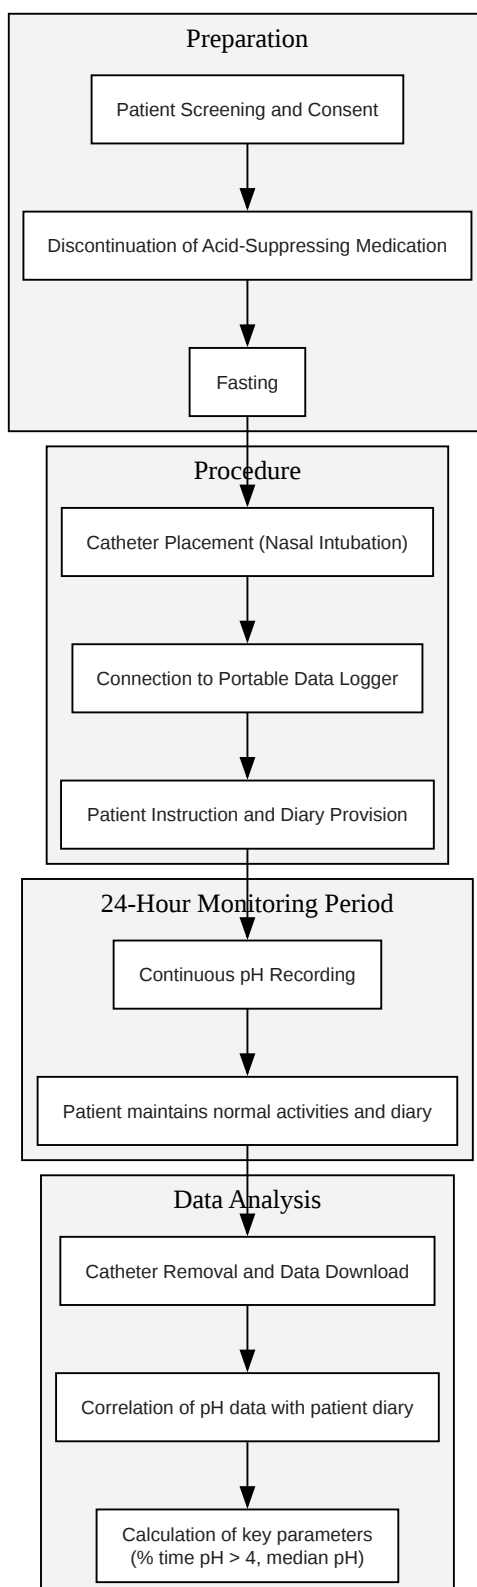 Preparation
Patient Screening and Consent
Discontinuation of Acid-Suppressing Medication
Fasting
Procedure
Catheter Placement (Nasal Intubation)
Connection to Portable Data Logger
Patient Instruction and Diary Provision
24-Hour Monitoring Period
Continuous pH Recording
Patient maintains normal activities and diary
Data Analysis
Catheter Removal and Data Download
Correlation of pH data with patient diary
Calculation of key parameters
(% time pH > 4, median pH)